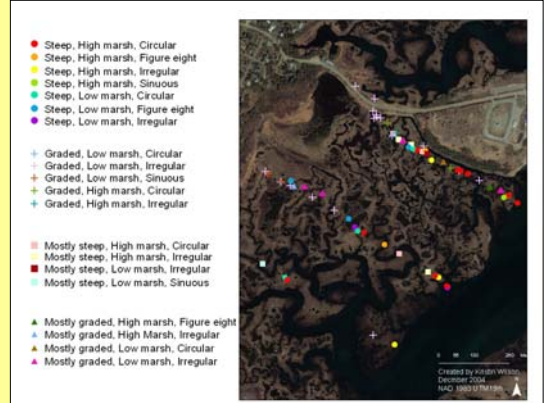 Steep, High marsh, Circular
Steep, High marsh, Figure eight
Steep, High marsh, Irregular
Steep, High marsh, Sinuous
Steep, Low marsh, Circular
Steep, Low marsh, Figure eight
Steep, Low marsh, Irregular
Graded, Low marsh, Circular
Graded, Low marsh, Irregular
Graded, Low marsh, Sinuous
Graded, High marsh, Circular
Graded, High marsh, Irregular
Mostly steep, High marsh, Circular
Mostly steep, High marsh, Irregular
Mostly steep, Low marsh, Irregular
Mostly steep, Low marsh, Sinuous
Mostly graded, High marsh, Figure eight
Mostly graded, High Marsh, Irregular
Mostly graded, Low marsh, Circular
Mostly graded, Low marsh, Irregular
Created by Kristin Wilson
December 2004
NAD 1983 UTM 19N